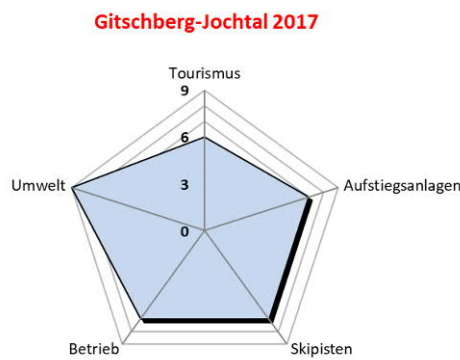 Gitschberg-Jochtal 2017
Tourismus
9
6
Umwelt
Aufstiegsanlagen
3
0
Betrieb
Skipisten